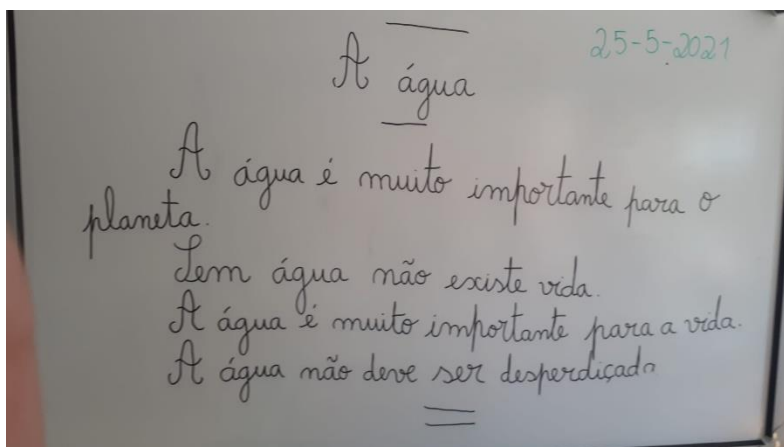 25-5-2021
A água
A água é muito importante para o
planeta.
Sem água não existe vida.
A água é muito importante para a vida.
A água não deve ser desperdiçada